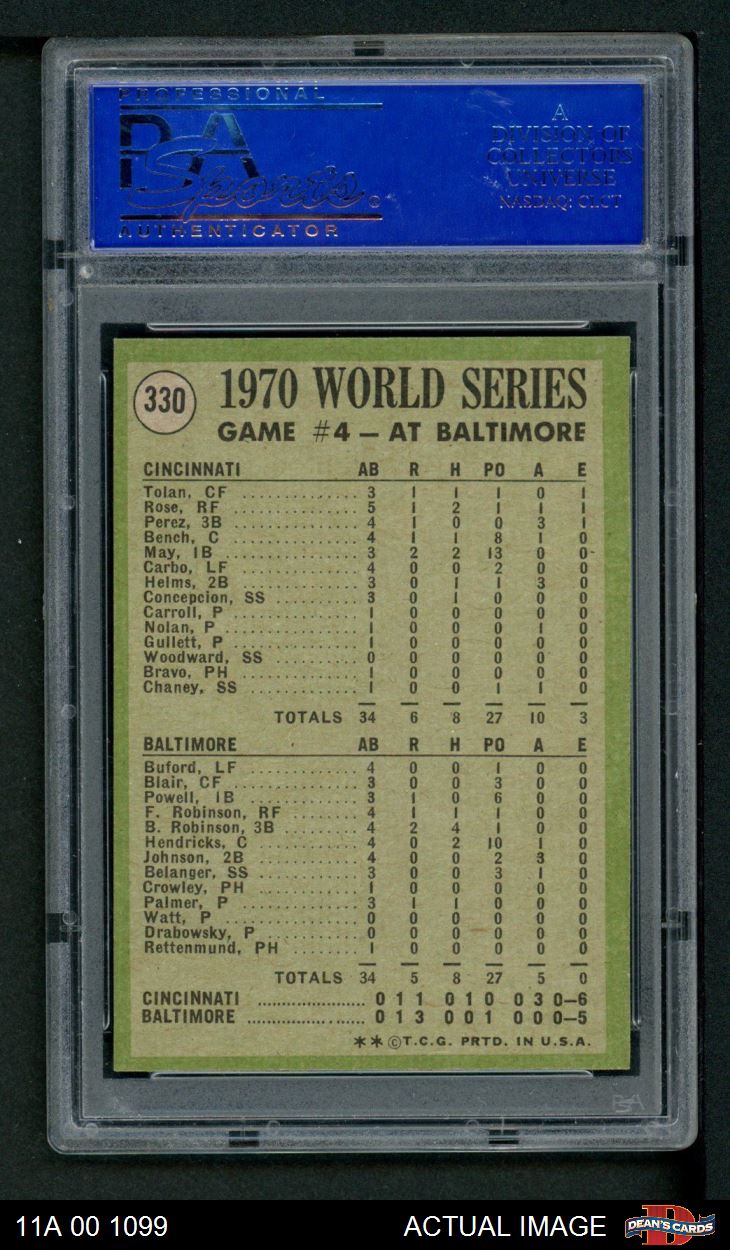 PROFESSIONAL
PSA
Sports ®
AUTHENTICATOR
A
DIVISION OF
COLLECTORS
UNIVERSE
NASDAQ: CLCT
330
1970 WORLD SERIES
GAME #4 — AT BALTIMORE
CINCINNATI AB R H PO A E
Tolan, CF ............... 3 1 1 1 0 1
Rose, RF ............... 5 1 2 1 1 1
Perez, 3B ............... 4 1 0 0 3 1
Bench, C ............... 4 1 1 8 1 0
May, 1B ............... 3 2 2 13 0 0
Carbo, LF ............... 4 0 0 2 0 0
Helms, 2B ............... 3 0 1 1 3 0
Concepcion, SS .......... 3 0 1 0 0 0
Carroll, P ............... 1 0 0 0 0 0
Nolan, P ............... 1 0 0 0 1 0
Gullett, P ............... 1 0 0 0 0 0
Woodward, SS ........... 0 0 0 0 0 0
Bravo, PH ............... 1 0 0 0 0 0
Chaney, SS .............. 1 0 0 1 1 0
TOTALS 34 6 8 27 10 3
BALTIMORE AB R H PO A E
Buford, LF .............. 4 0 0 1 0 0
Blair, CF ............... 3 0 0 3 0 0
Powell, 1B .............. 3 1 0 6 0 0
F. Robinson, RF ......... 4 1 1 1 0 0
B. Robinson, 3B ......... 4 2 4 1 0 0
Hendricks, C ............ 4 0 2 10 1 0
Johnson, 2B ............. 4 0 0 2 3 0
Belanger, SS ............ 3 0 0 3 1 0
Crowley, PH ............. 1 0 0 0 0 0
Palmer, P ............... 3 1 1 0 0 0
Watt, P ............... 0 0 0 0 0 0
Drabowsky, P ............ 0 0 0 0 0 0
Rettenmund, PH ......... 1 0 0 0 0 0
TOTALS 34 5 8 27 5 0
CINCINNATI .................... 0 1 1 0 1 0 0 3 0—6
BALTIMORE ...................... 0 1 3 0 0 1 0 0 0—5
** ©T.C.G. PRTD. IN U.S.A.
PSA
11A 00 1099 ACTUAL IMAGE DEAN'S CARDS